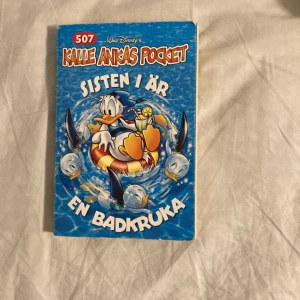 507
Walt Disney's
KALLE ANKAS POCKET
SISTEN I ÄR
EN BADKRUKA